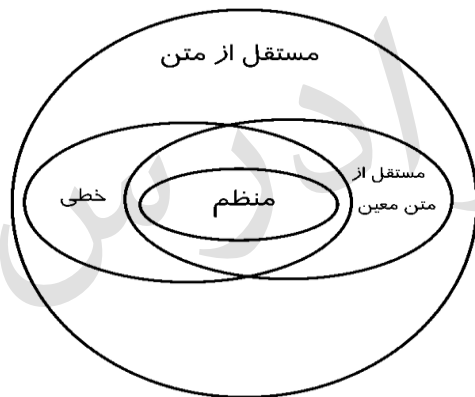 مستقل از متن
مستقل از
متن معین
منظم
خطی